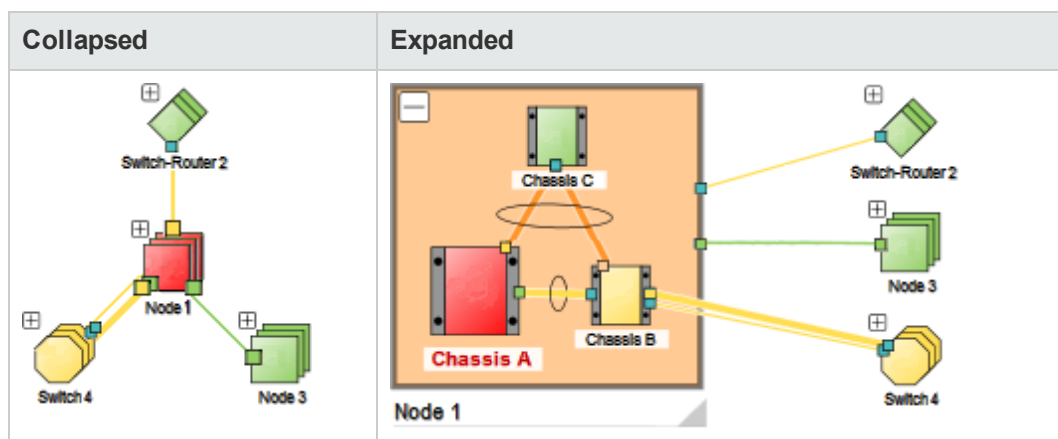 Collapsed
Expanded
Switch-Router 2
Node 1
Switch 4
Node 3
Chassis C
Chassis A
Chassis B
Node 1
Switch-Router 2
Node 3
Switch 4